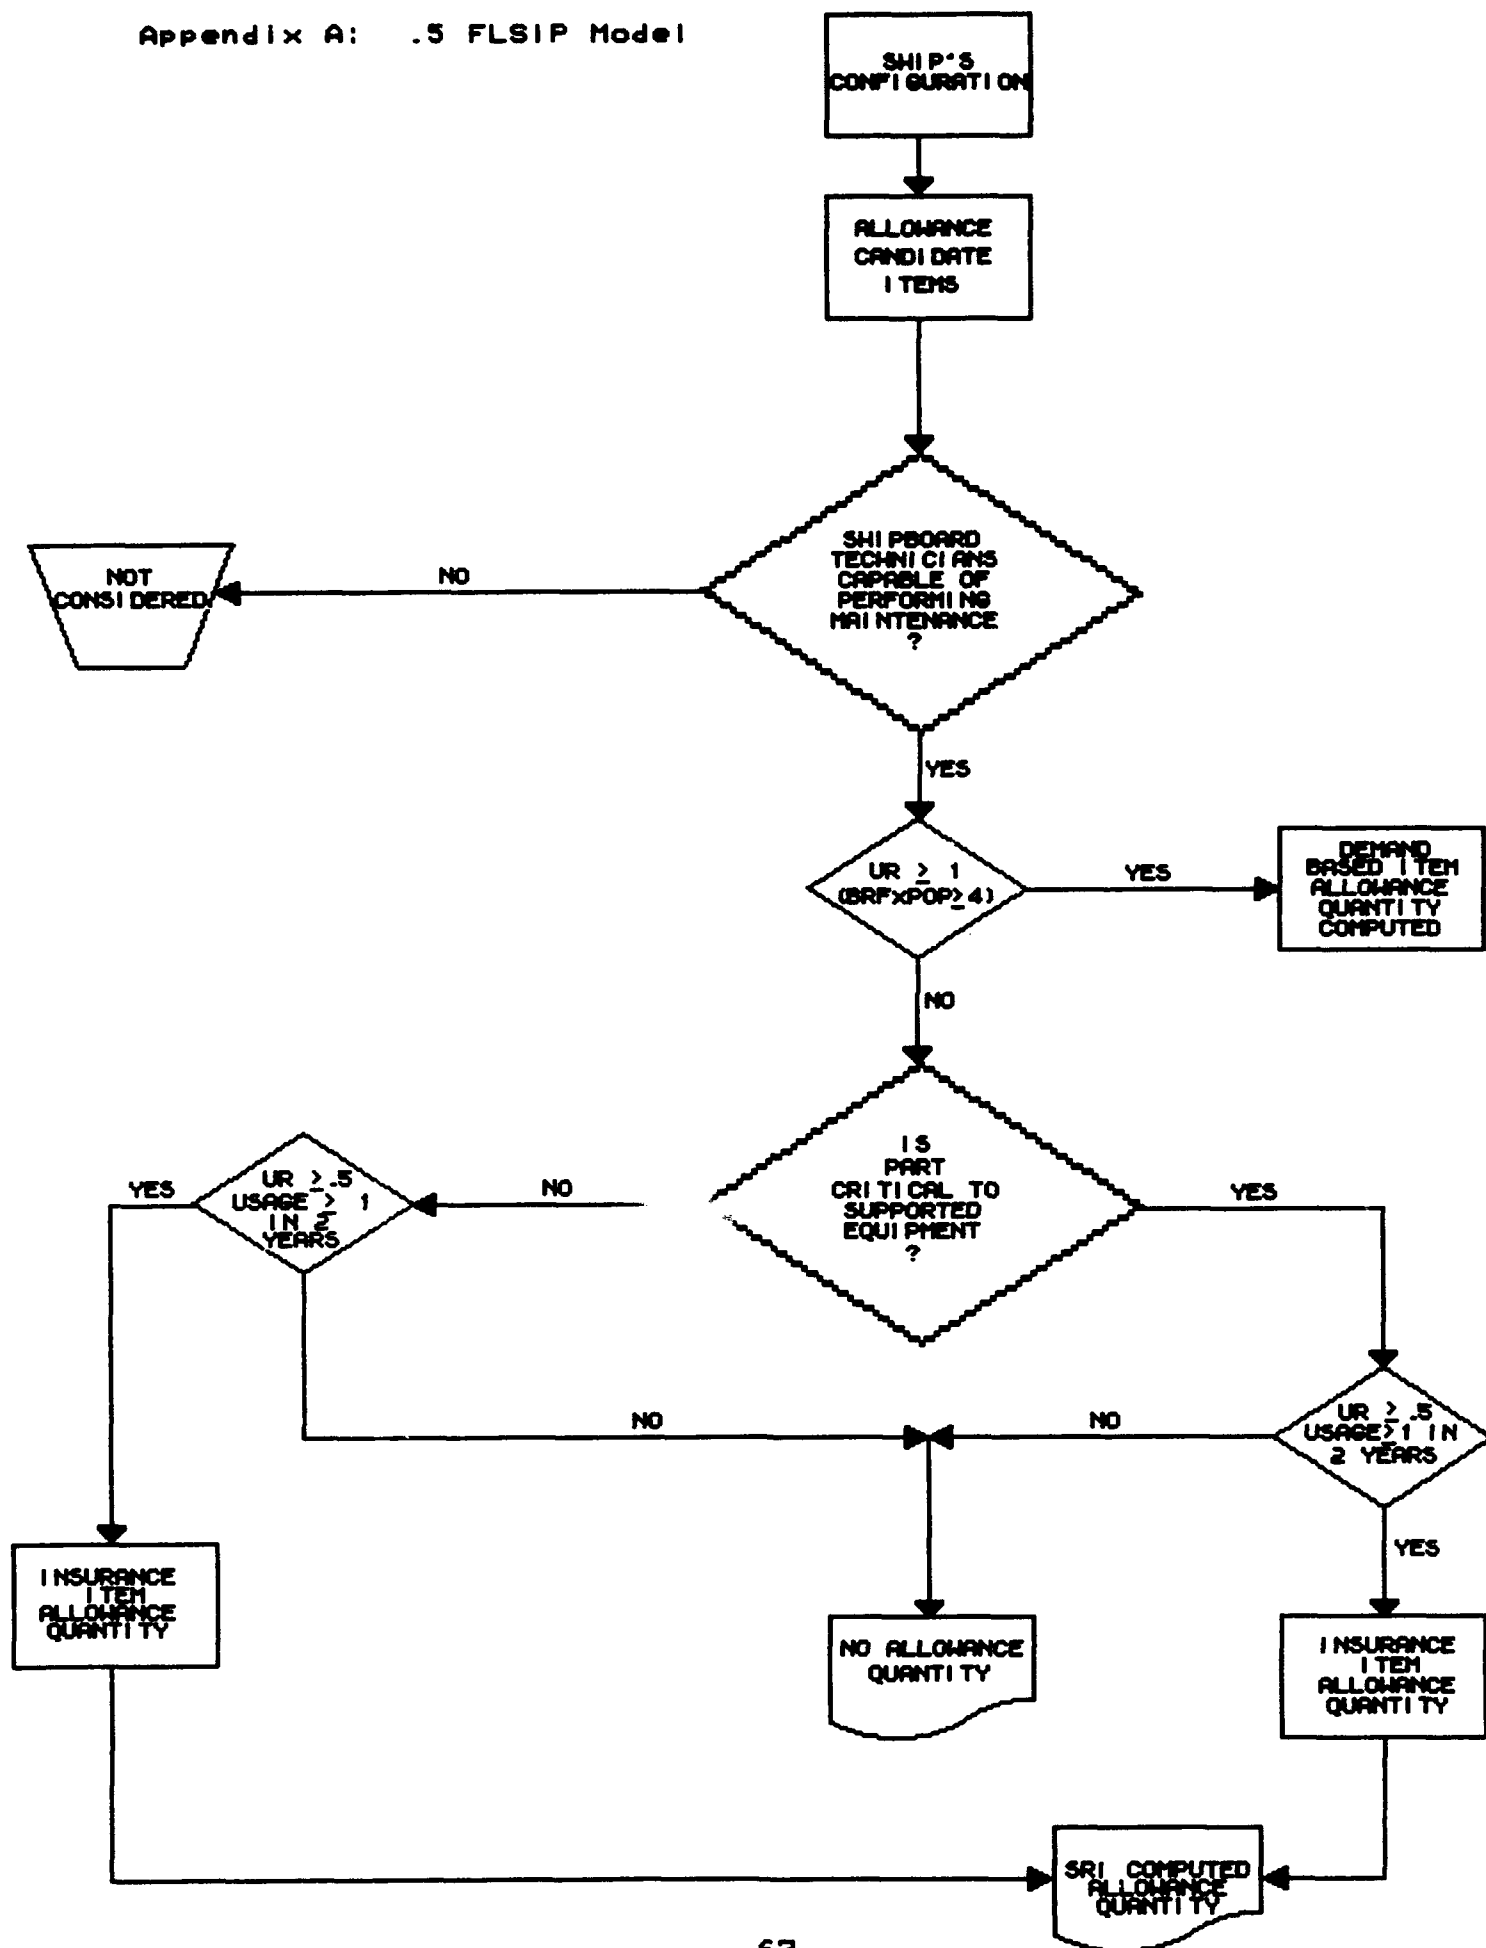 Appendix A: .5 FLSIP Model
SHIP'S
CONFIGURATION
ALLOWANCE
CANDIDATE
ITEMS
SHIPBOARD
TECHNICIANS
CAPABLE OF
PERFORMING
MAINTENANCE
?
NO
NOT
CONSIDERED
YES
UR ≥ 1
(BRFxPOP≥4)
YES
DEMAND
BASED ITEM
ALLOWANCE
QUANTITY
COMPUTED
NO
IS
PART
CRITICAL TO
SUPPORTED
EQUIPMENT
?
NO
UR ≥ .5
USAGE ≥ 1
IN 2
YEARS
YES
YES
NO
NO
UR ≥ .5
USAGE≥1 IN
2 YEARS
YES
INSURANCE
ITEM
ALLOWANCE
QUANTITY
NO ALLOWANCE
QUANTITY
INSURANCE
ITEM
ALLOWANCE
QUANTITY
SRI COMPUTED
ALLOWANCE
QUANTITY